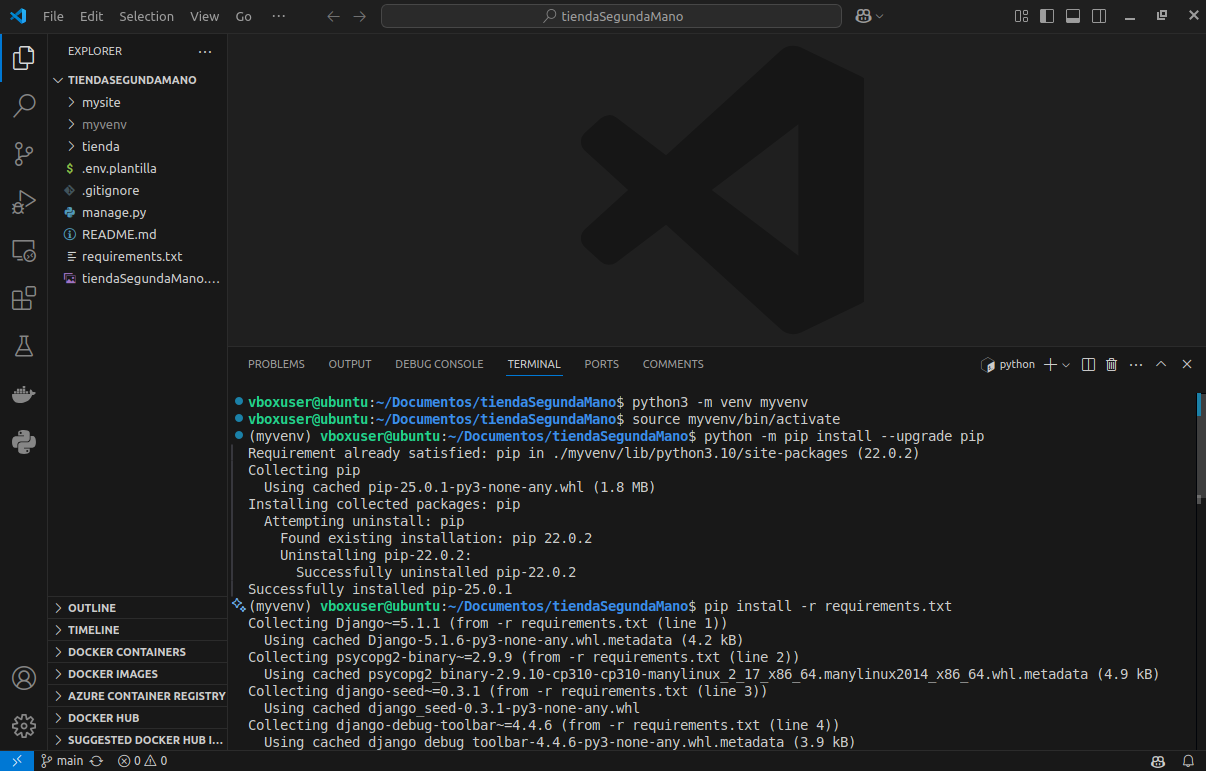 File Edit Selection View Go ···
tiendaSegundaMano
EXPLORER ···
TIENDASEGUNDAMANO
mysite
myvenv
tienda
$ .env.plantilla
.gitignore
manage.py
README.md
requirements.txt
tiendaSegundaMano....
OUTLINE
TIMELINE
DOCKER CONTAINERS
DOCKER IMAGES
AZURE CONTAINER REGISTRY
DOCKER HUB
SUGGESTED DOCKER HUB I...
PROBLEMS OUTPUT DEBUG CONSOLE TERMINAL PORTS COMMENTS python ···
vboxuser@ubuntu:~/Documentos/tiendaSegundaMano$ python3 -m venv myvenv
vboxuser@ubuntu:~/Documentos/tiendaSegundaMano$ source myvenv/bin/activate
(myvenv) vboxuser@ubuntu:~/Documentos/tiendaSegundaMano$ python -m pip install --upgrade pip
Requirement already satisfied: pip in ./myvenv/lib/python3.10/site-packages (22.0.2)
Collecting pip
Using cached pip-25.0.1-py3-none-any.whl (1.8 MB)
Installing collected packages: pip
Attempting uninstall: pip
Found existing installation: pip 22.0.2
Uninstalling pip-22.0.2:
Successfully uninstalled pip-22.0.2
Successfully installed pip-25.0.1
(myvenv) vboxuser@ubuntu:~/Documentos/tiendaSegundaMano$ pip install -r requirements.txt
Collecting Django~=5.1.1 (from -r requirements.txt (line 1))
Using cached Django-5.1.6-py3-none-any.whl.metadata (4.2 kB)
Collecting psycopg2-binary~=2.9.9 (from -r requirements.txt (line 2))
Using cached psycopg2_binary-2.9.10-cp310-cp310-manylinux_2_17_x86_64.manylinux2014_x86_64.whl.metadata (4.9 kB)
Collecting django-seed~=0.3.1 (from -r requirements.txt (line 3))
Using cached django_seed-0.3.1-py3-none-any.whl
Collecting django-debug-toolbar~=4.4.6 (from -r requirements.txt (line 4))
Using cached django_debug_toolbar-4.4.6-py3-none-any.whl.metadata (3.9 kB)
main 0 0